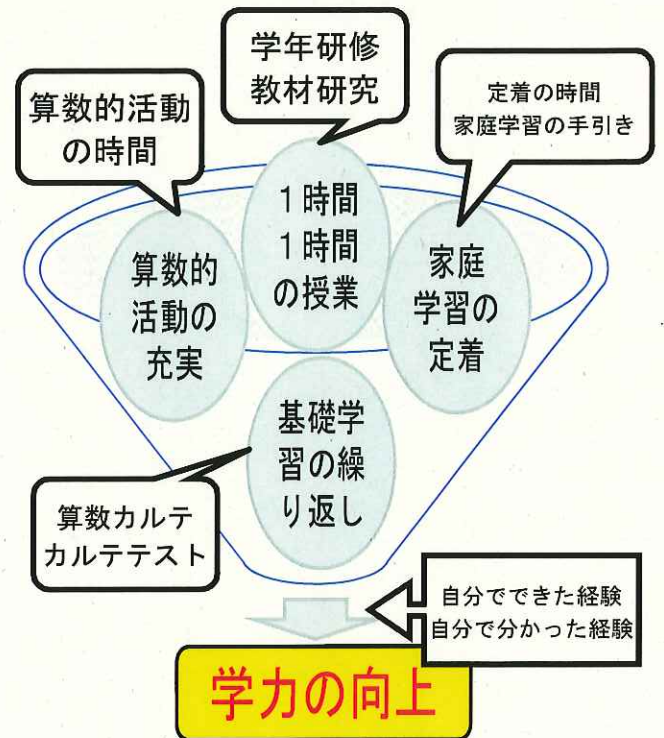 学年研修
教材研究
算数的活動
の時間
定着の時間
家庭学習の手引き
１時間
１時間
の授業
算数的
活動の
充実
家庭
学習の
定着
基礎学
習の繰
り返し
算数カルテ
カルテテスト
自分でできた経験
自分で分かった経験
学力の向上